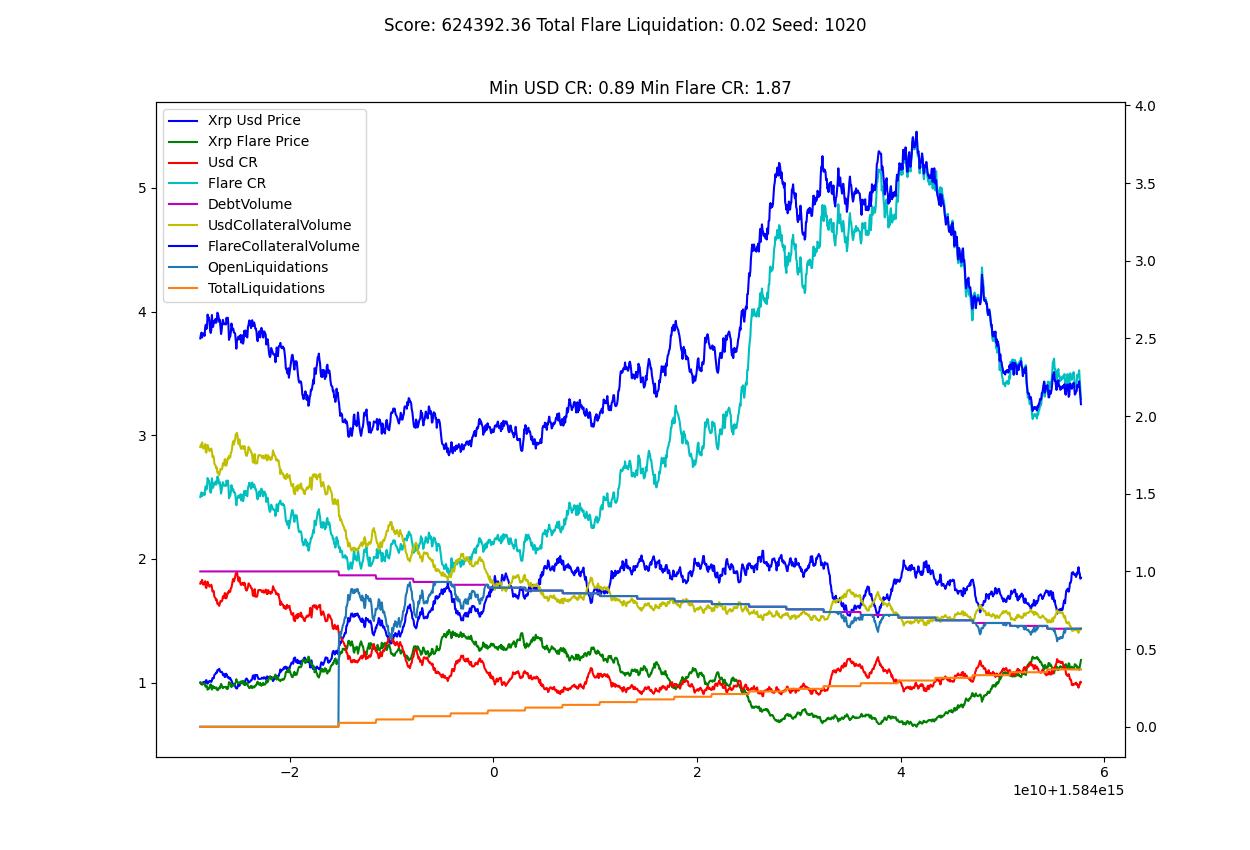 Score: 624392.36 Total Flare Liquidation: 0.02 Seed: 1020
Min USD CR: 0.89 Min Flare CR: 1.87
Xrp Usd Price
Xrp Flare Price
Usd CR
Flare CR
DebtVolume
UsdCollateralVolume
FlareCollateralVolume
OpenLiquidations
TotalLiquidations
5
4
3
2
1
4.0
3.5
3.0
2.5
2.0
1.5
1.0
0.5
0.0
−2
0
2
4
6
1e10+1.584e15